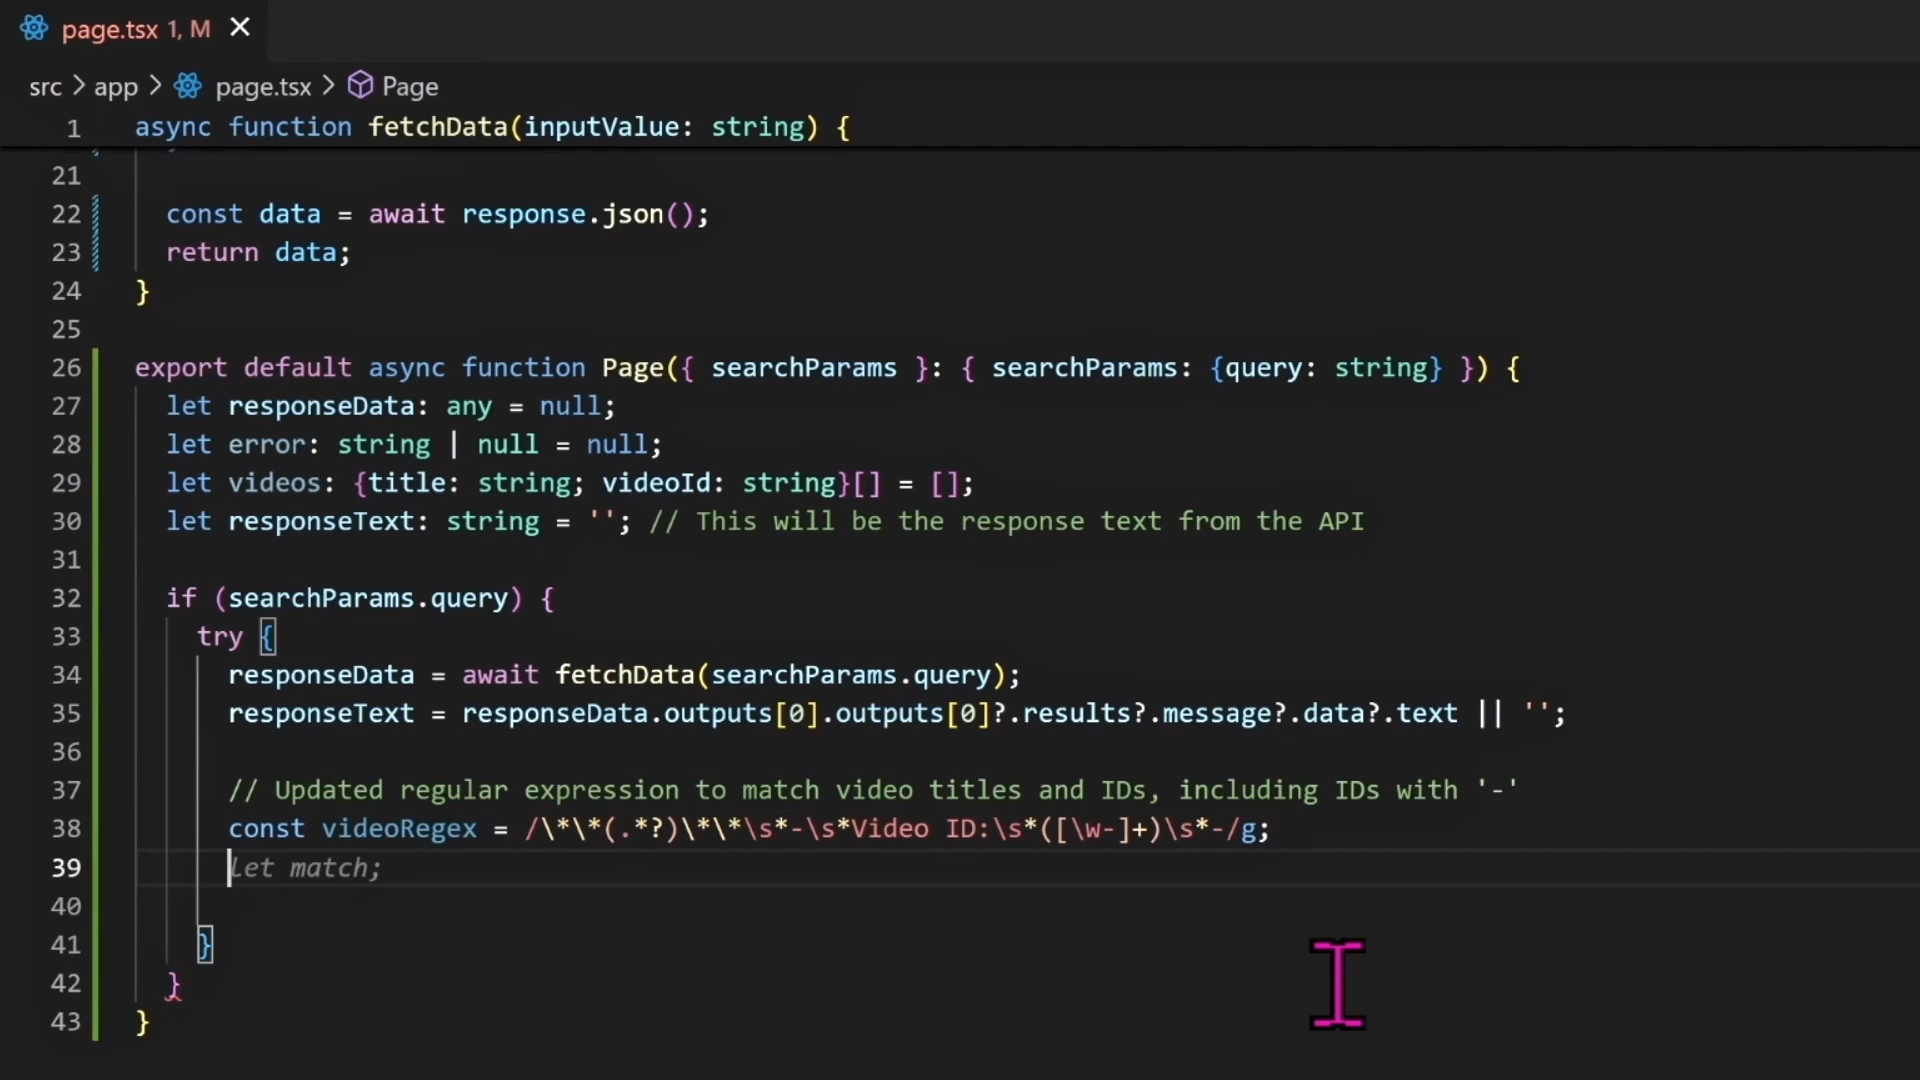 page.tsx 1, M
src > app > page.tsx > Page
1 async function fetchData(inputValue: string) {
21
22 const data = await response.json();
23 return data;
24 }
25
26 export default async function Page({ searchParams }: { searchParams: {query: string} }) {
27 let responseData: any = null;
28 let error: string | null = null;
29 let videos: {title: string; videoId: string}[] = [];
30 let responseText: string = ''; // This will be the response text from the API
31
32 if (searchParams.query) {
33 try {
34 responseData = await fetchData(searchParams.query);
35 responseText = responseData.outputs[0].outputs[0]?.results?.message?.data?.text || '';
36
37 // Updated regular expression to match video titles and IDs, including IDs with '-'
38 const videoRegex = /\*\*(.*?)\*\*\s*-\s*Video ID:\s*([\w-]+)\s*-/g;
39 let match;
40
41 }
42 }
43 }